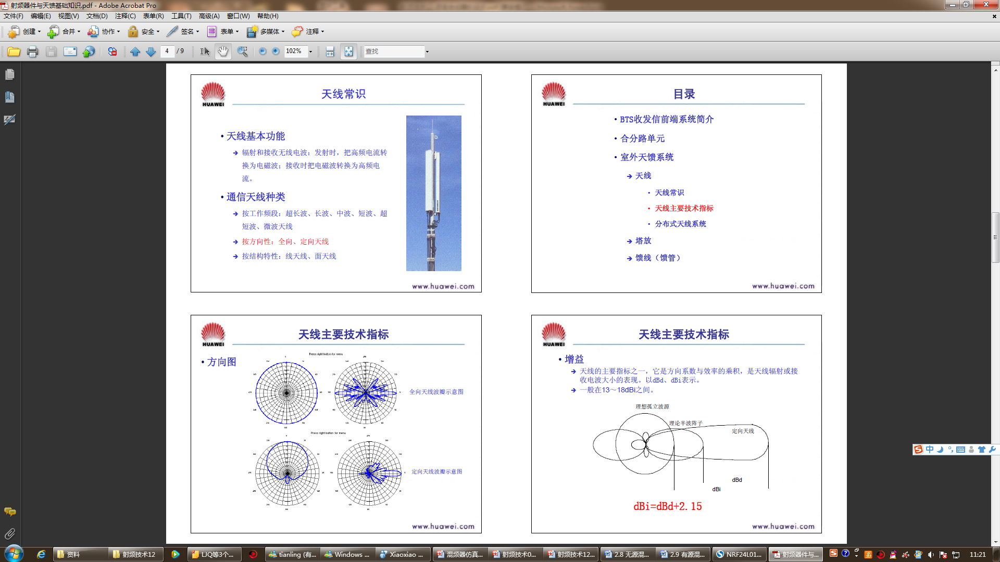 射频器件与天馈基础知识.pdf - Adobe Acrobat Pro
文件(F) 编辑(E) 视图(V) 文档(D) 注释(C) 表单(R) 工具(T) 高级(A) 窗口(W) 帮助(H)
创建 合并 协作 安全 签名 表单 多媒体 注释
4 / 9 102% 查找
HUAWEI
天线常识
• 天线基本功能
➔ 辐射和接收无线电波：发射时，把高频电流转
换为电磁波；接收时把电磁波转换为高频电
流。
• 通信天线种类
➔ 按工作频段：超长波、长波、中波、短波、超
短波、微波天线
➔ 按方向性：全向、定向天线
➔ 按结构特性：线天线、面天线
www.huawei.com
HUAWEI
目录
• BTS收发信前端系统简介
• 合分路单元
• 室外天馈系统
➔ 天线
• 天线常识
• 天线主要技术指标
• 分布式天线系统
➔ 塔放
➔ 馈线（馈管）
www.huawei.com
HUAWEI
天线主要技术指标
• 方向图
Press right button for menu
全向天线波瓣示意图
Press right button for menu
定向天线波瓣示意图
www.huawei.com
HUAWEI
天线主要技术指标
• 增益
➔ 天线的主要指标之一，它是方向系数与效率的乘积，是天线辐射或接
收电波大小的表现。以dBd、dBi表示。
➔ 一般在13～18dBi之间。
理想孤立波源
理论半波阵子
定向天线
dBd
dBi
dBi=dBd+2.15
www.huawei.com
中
资料 射频技术12 LJQ等3个... tianling (有... Windows ... Xiaoxiao ... 混频器仿真... 射频技术0... 射频技术12... 2.8 无源混... 2.9 有源混... NRF24L01... 射频器件与... 11:21